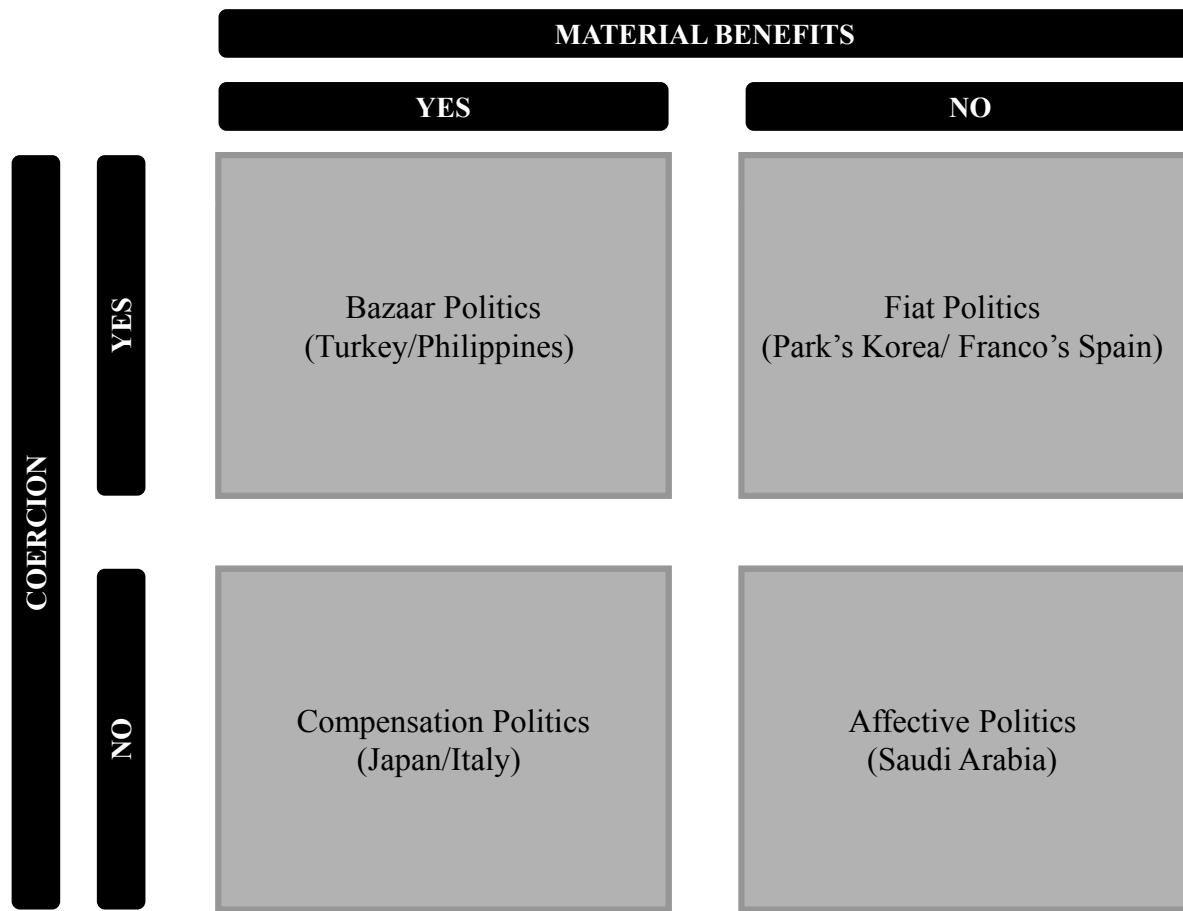 MATERIAL BENEFITS
YES
NO
COERCION
YES
Bazaar Politics
(Turkey/Philippines)
Fiat Politics
(Park’s Korea/ Franco’s Spain)
NO
Compensation Politics
(Japan/Italy)
Affective Politics
(Saudi Arabia)